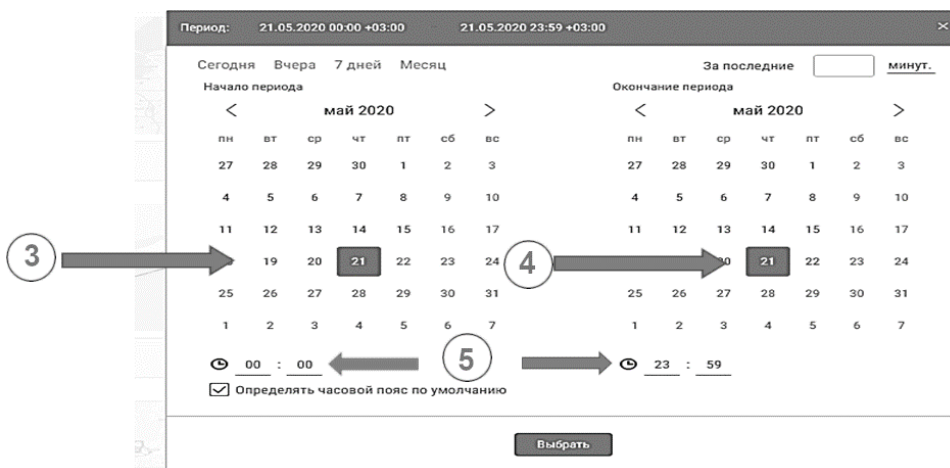 Период: 21.05.2020 00:00 +03:00 - 21.05.2020 23:59 +03:00 ×
Сегодня Вчера 7 дней Месяц За последние минут.
Начало периода Окончание периода
< май 2020 > < май 2020 >
пн вт ср чт пт сб вс пн вт ср чт пт сб вс
27 28 29 30 1 2 3 27 28 29 30 1 2 3
4 5 6 7 8 9 10 4 5 6 7 8 9 10
11 12 13 14 15 16 17 11 12 13 14 15 16 17
3 19 20 21 22 23 24 4 21 22 23 24
25 26 27 28 29 30 31 25 26 27 28 29 30 31
1 2 3 4 5 6 7 1 2 3 4 5 6 7
00 : 00 5 23 : 59
Определять часовой пояс по умолчанию
Выбрать